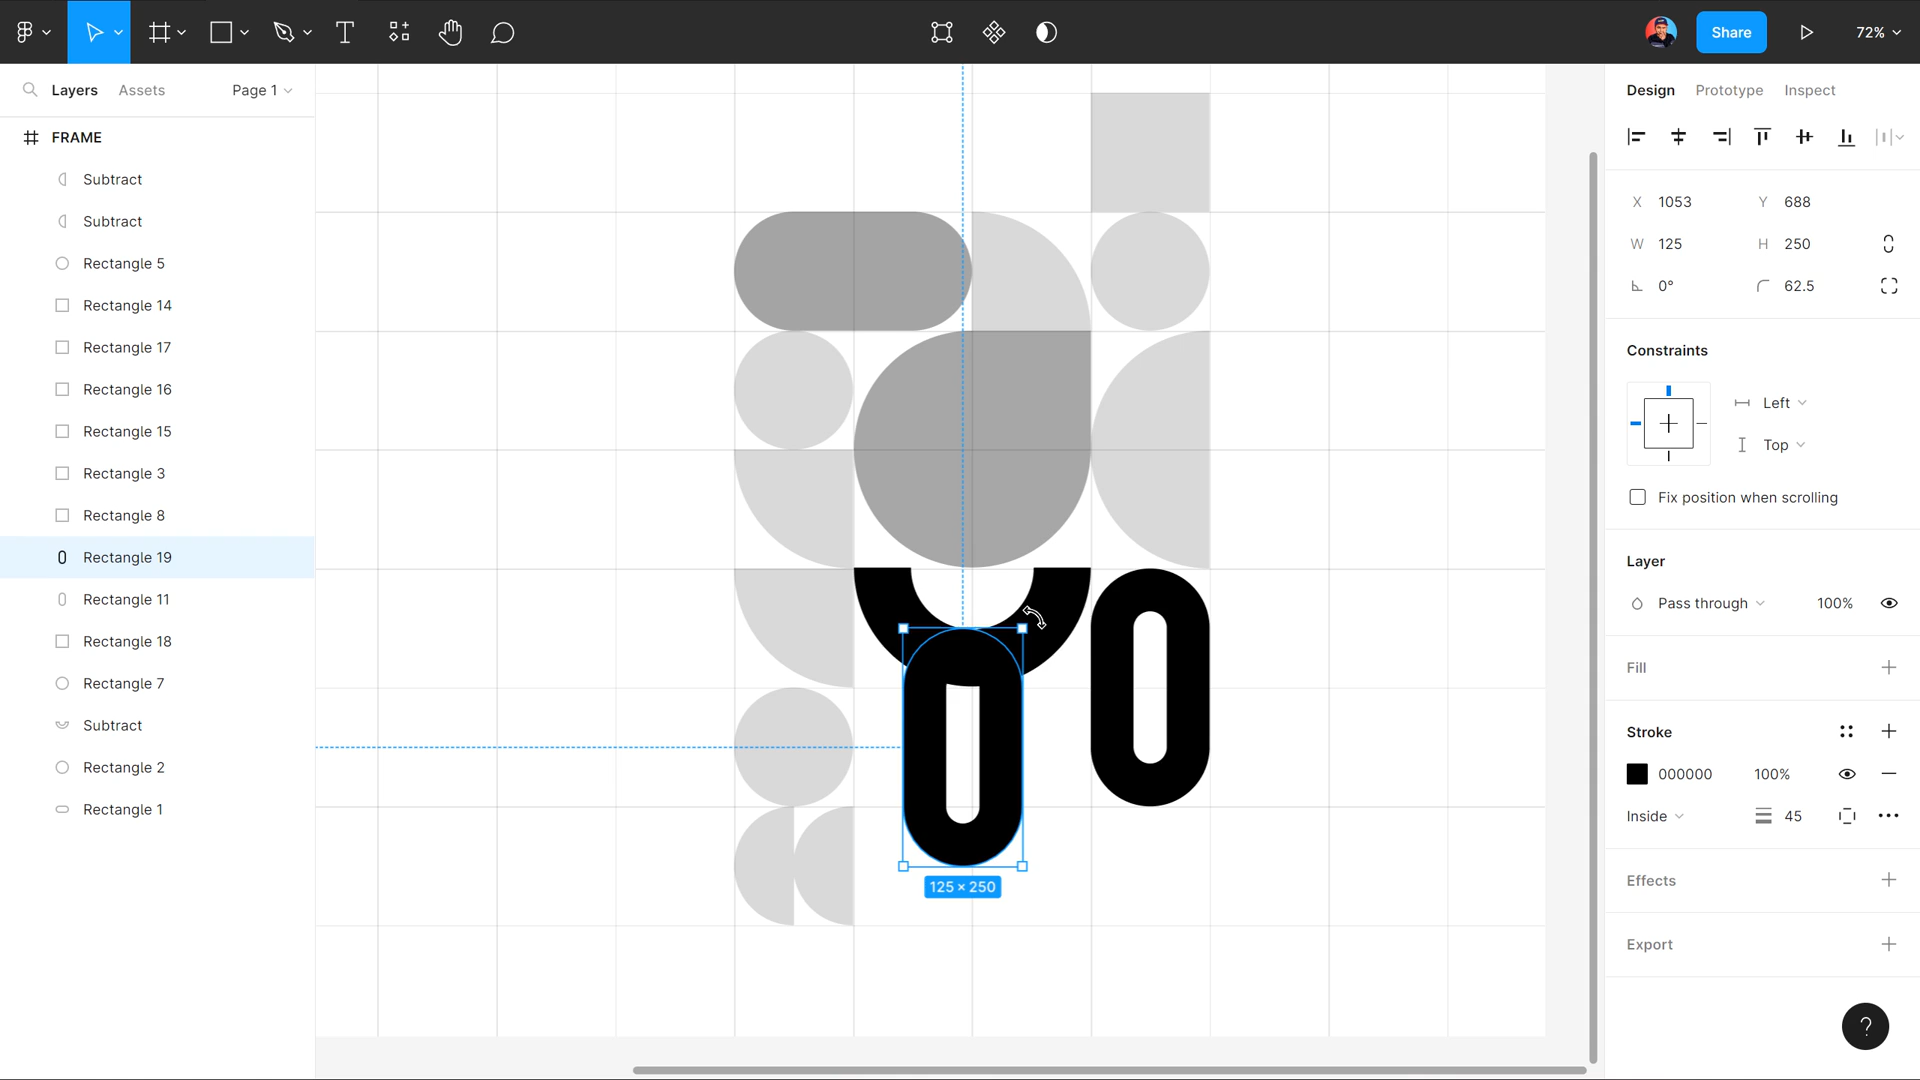 Share
72%
Layers
Assets
Page 1
FRAME
Subtract
Subtract
Rectangle 5
Rectangle 14
Rectangle 17
Rectangle 16
Rectangle 15
Rectangle 3
Rectangle 8
Rectangle 19
Rectangle 11
Rectangle 18
Rectangle 7
Subtract
Rectangle 2
Rectangle 1
125 × 250
Design
Prototype
Inspect
X 1053
Y 688
W 125
H 250
0°
62.5
Constraints
Left
Top
Fix position when scrolling
Layer
Pass through
100%
Fill
Stroke
000000
100%
Inside
45
Effects
Export
?